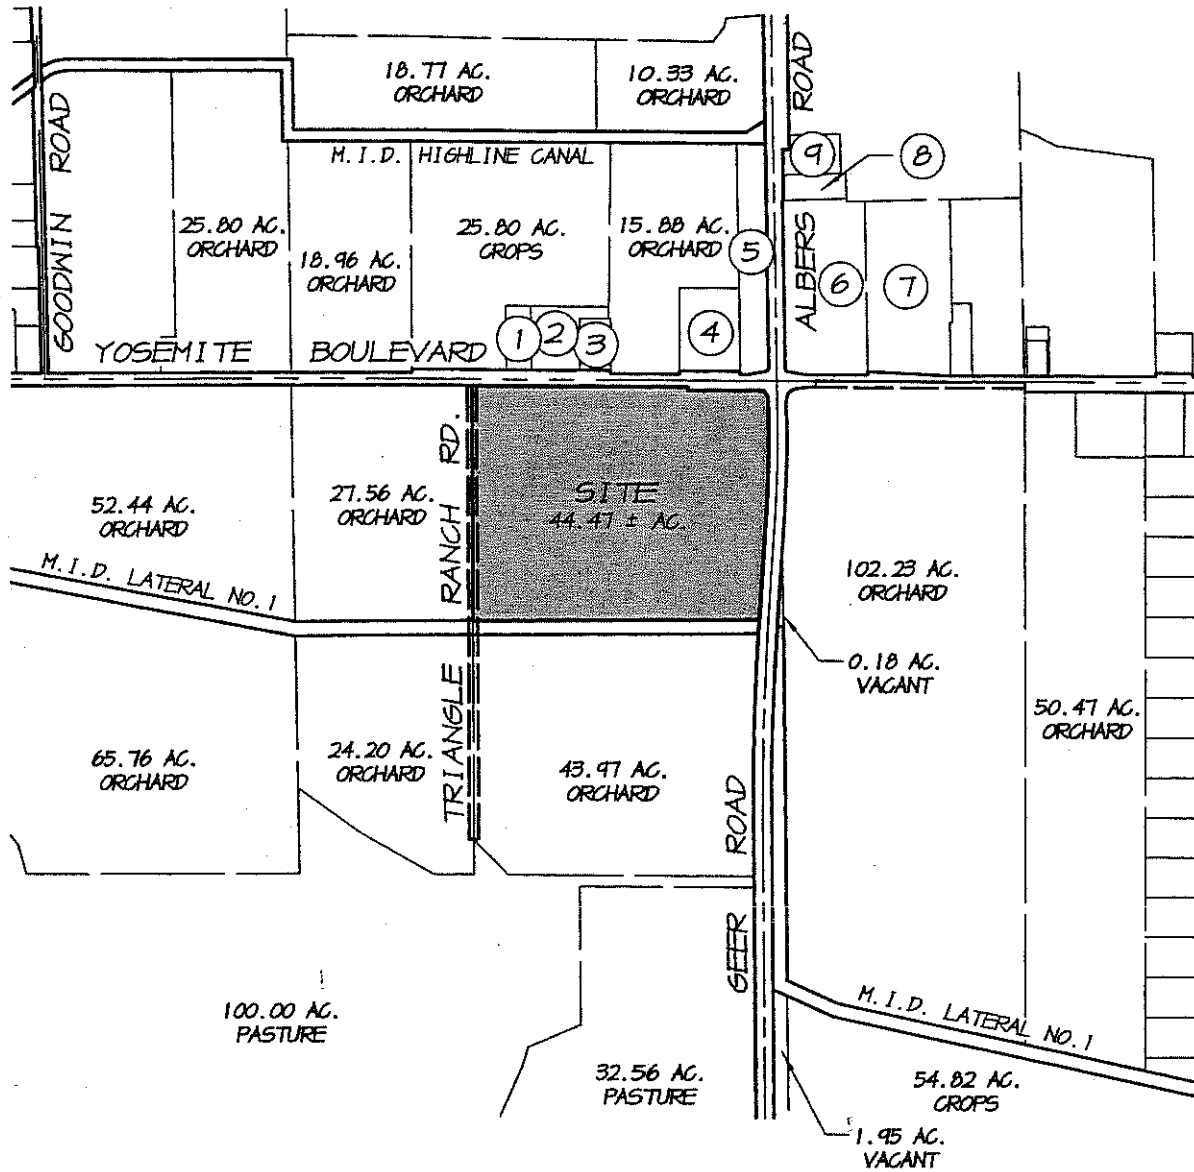 18.77 AC.
ORCHARD
10.33 AC.
ORCHARD
ROAD
GOODWIN ROAD
M.I.D. HIGHLINE CANAL
9
8
25.80 AC.
ORCHARD
18.96 AC.
ORCHARD
25.80 AC.
CROPS
15.88 AC.
ORCHARD
5
ALBERS
6
7
1
2
3
4
YOSEMITE BOULEVARD
52.44 AC.
ORCHARD
27.56 AC.
ORCHARD
TRIANGLE RANCH RD.
SITE
44.47 ± AC.
102.23 AC.
ORCHARD
M.I.D. LATERAL NO.1
0.18 AC.
VACANT
50.47 AC.
ORCHARD
65.76 AC.
ORCHARD
24.20 AC.
ORCHARD
43.97 AC.
ORCHARD
GEER ROAD
100.00 AC.
PASTURE
32.56 AC.
PASTURE
M.I.D. LATERAL NO.1
54.82 AC.
CROPS
1.95 AC.
VACANT